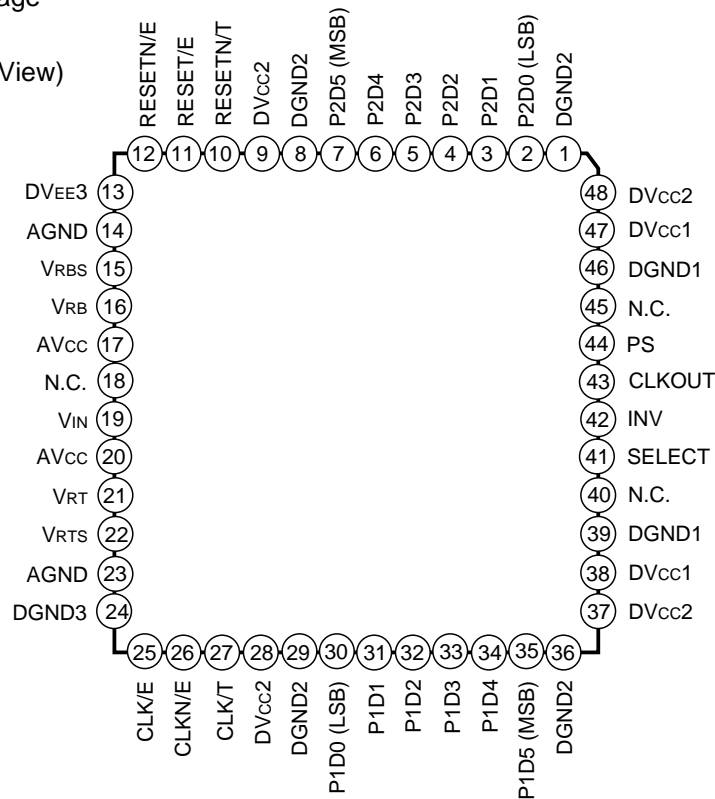 age
View)
RESETN/E
RESET/E
RESETN/T
DVCC2
DGND2
P2D5 (MSB)
P2D4
P2D3
P2D2
P2D1
P2D0 (LSB)
DGND2
12 11 10 9 8 7 6 5 4 3 2 1
DVEE3 13
AGND 14
VRBS 15
VRB 16
AVCC 17
N.C. 18
VIN 19
AVCC 20
VRT 21
VRTS 22
AGND 23
DGND3 24
48 DVCC2
47 DVCC1
46 DGND1
45 N.C.
44 PS
43 CLKOUT
42 INV
41 SELECT
40 N.C.
39 DGND1
38 DVCC1
37 DVCC2
25 26 27 28 29 30 31 32 33 34 35 36
CLK/E
CLKN/E
CLK/T
DVCC2
DGND2
P1D0 (LSB)
P1D1
P1D2
P1D3
P1D4
P1D5 (MSB)
DGND2